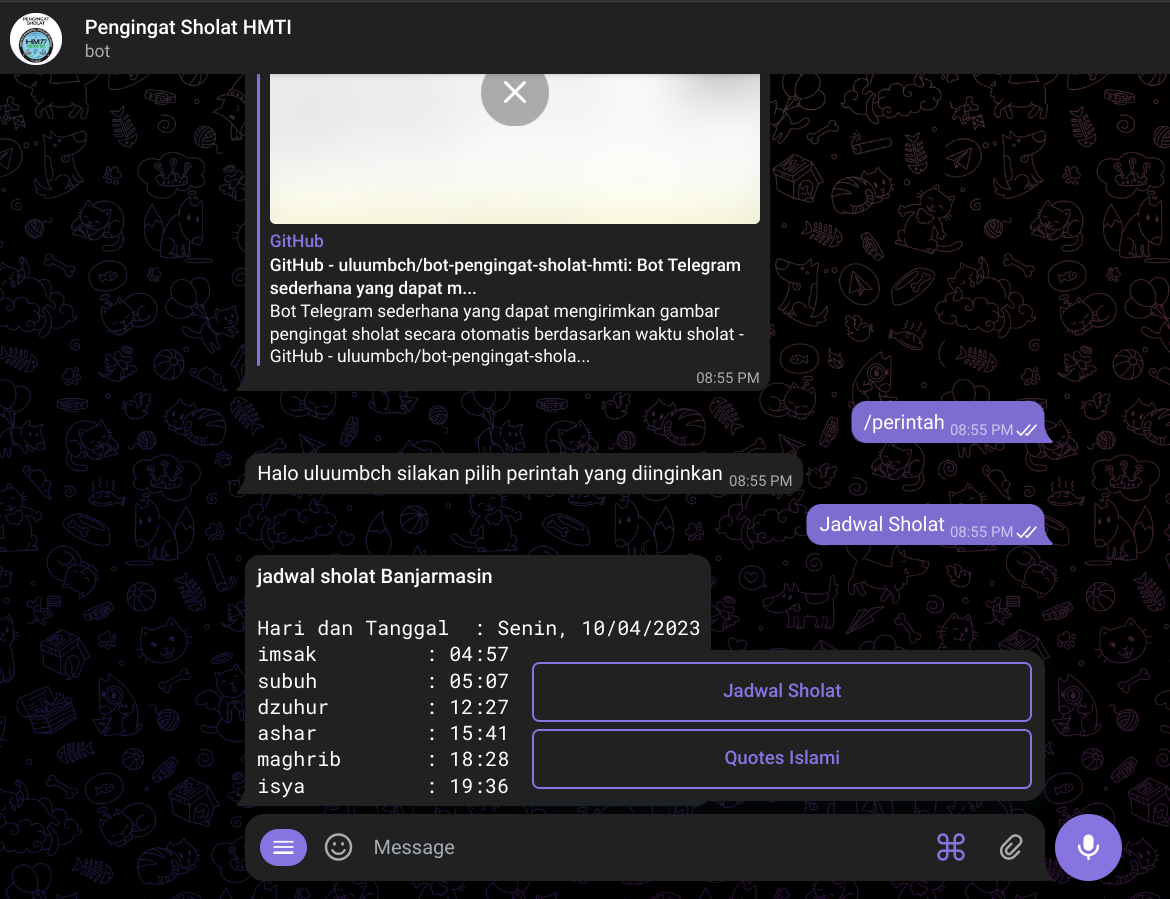 PENGINGAT
SHOLAT
HMTI
Pengingat Sholat HMTI
bot
GitHub
GitHub - uluumbch/bot-pengingat-sholat-hmti: Bot Telegram
sederhana yang dapat m...
Bot Telegram sederhana yang dapat mengirimkan gambar
pengingat sholat secara otomatis berdasarkan waktu sholat -
GitHub - uluumbch/bot-pengingat-shola...
08:55 PM
/perintah 08:55 PM
Halo uluumbch silakan pilih perintah yang diinginkan 08:55 PM
Jadwal Sholat 08:55 PM
jadwal sholat Banjarmasin
Hari dan Tanggal : Senin, 10/04/2023
imsak : 04:57
subuh : 05:07
dzuhur : 12:27
ashar : 15:41
maghrib : 18:28
isya : 19:36
Jadwal Sholat
Quotes Islami
Message